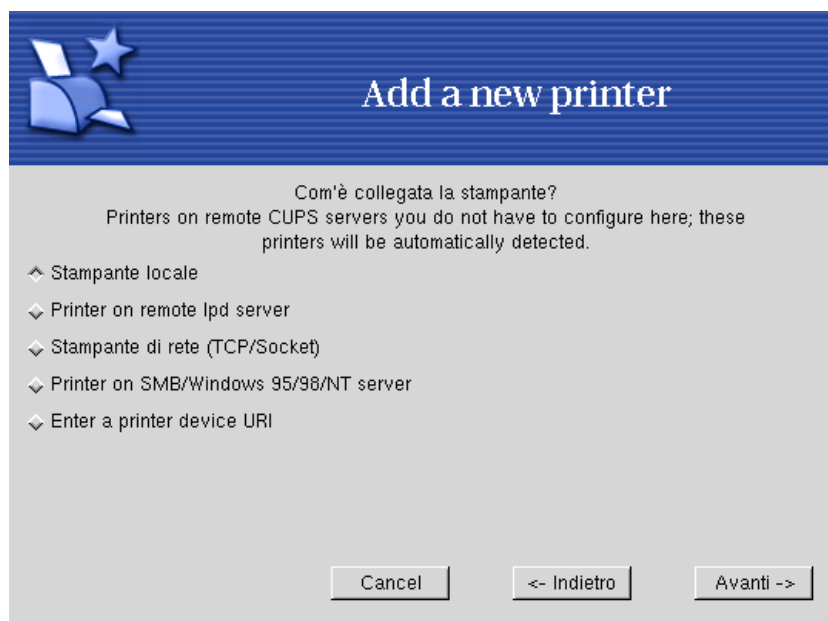 Add a new printer
Com'è collegata la stampante?
Printers on remote CUPS servers you do not have to configure here; these
printers will be automatically detected.
Stampante locale
Printer on remote lpd server
Stampante di rete (TCP/Socket)
Printer on SMB/Windows 95/98/NT server
Enter a printer device URI
Cancel
<- Indietro
Avanti ->